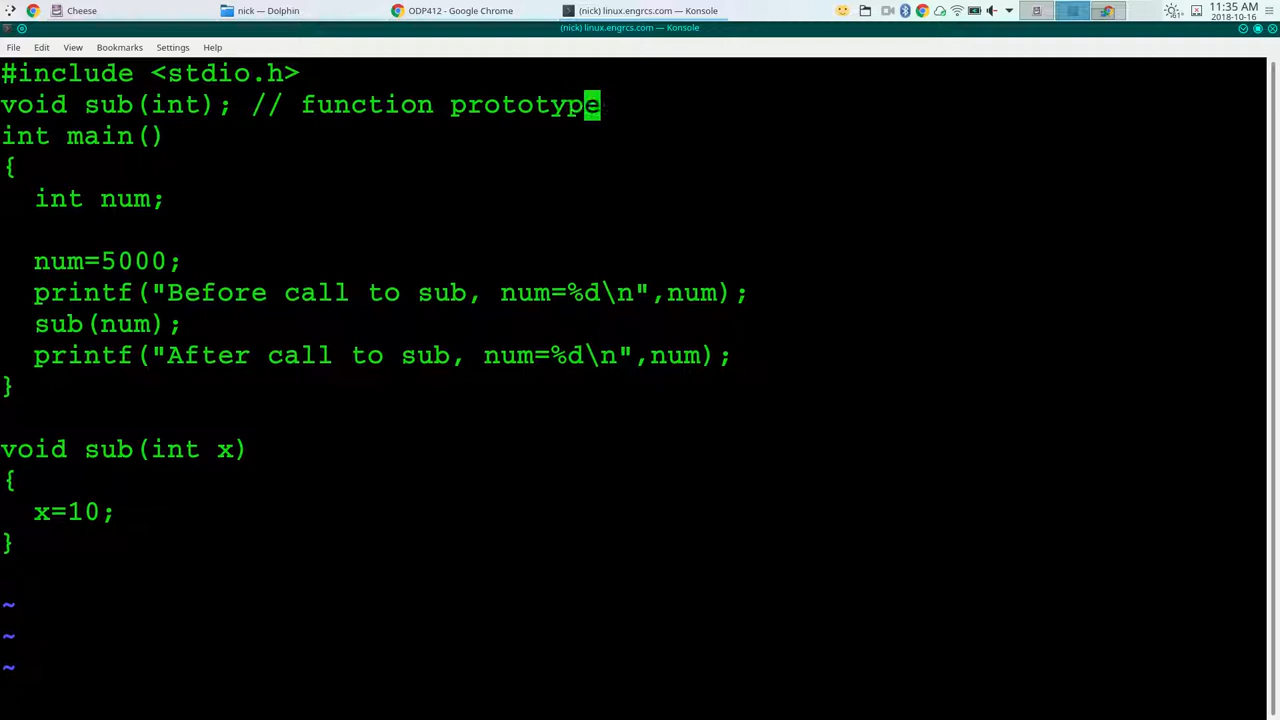 Cheese
nick — Dolphin
ODP412 - Google Chrome
(nick) linux.engrcs.com — Konsole
11:35 AM
2018-10-16
(nick) linux.engrcs.com — Konsole
File Edit View Bookmarks Settings Help
#include <stdio.h>
void sub(int); // function prototype
int main()
{
  int num;

  num=5000;
  printf("Before call to sub, num=%d\n",num);
  sub(num);
  printf("After call to sub, num=%d\n",num);
}

void sub(int x)
{
  x=10;
}

~
~
~